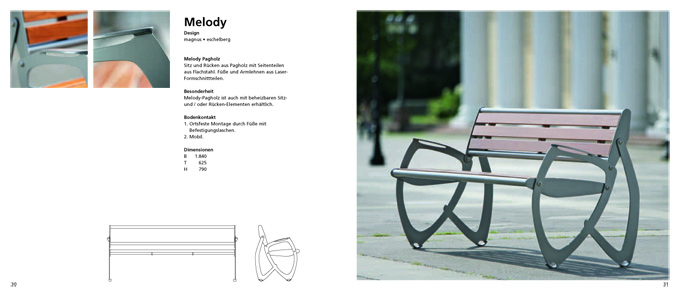 Melody
Design
magnus • eschelberg
Melody Pagholz
Sitz und Rücken aus Pagholz mit Seitenteilen
aus Flachstahl. Füße und Armlehnen aus Laser-
Formschnittteilen.
Besonderheit
Melody-Pagholz ist auch mit beheizbaren Sitz-
und / oder Rücken-Elementen erhältlich.
Bodenkontakt
1. Ortsfeste Montage durch Füße mit
Befestigungslaschen.
2. Mobil.
Dimensionen
B 1.840
T 625
H 790
30
31